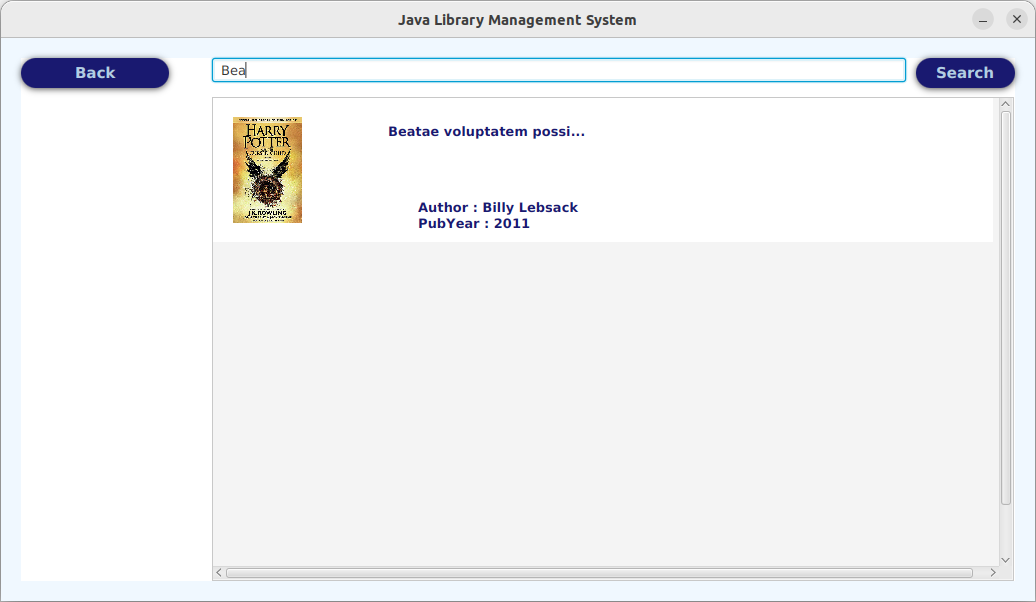 Java Library Management System
Back
Bea
Search
HARRY
POTTER
J.K. ROWLING
Beatae voluptatem possi...
Author : Billy Lebsack
PubYear : 2011